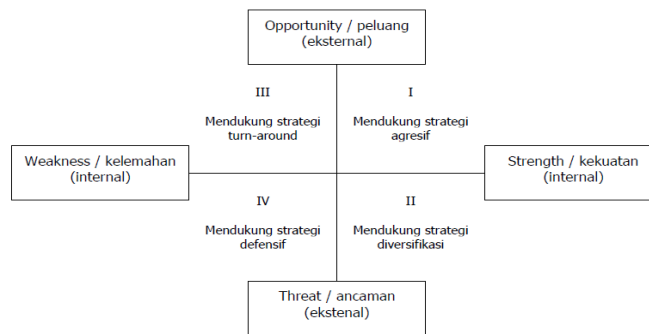 Opportunity / peluang
(eksternal)
III
Mendukung strategi
turn-around
I
Mendukung strategi
agresif
Weakness / kelemahan
(internal)
Strength / kekuatan
(internal)
IV
Mendukung strategi
defensif
II
Mendukung strategi
diversifikasi
Threat / ancaman
(ekstenal)